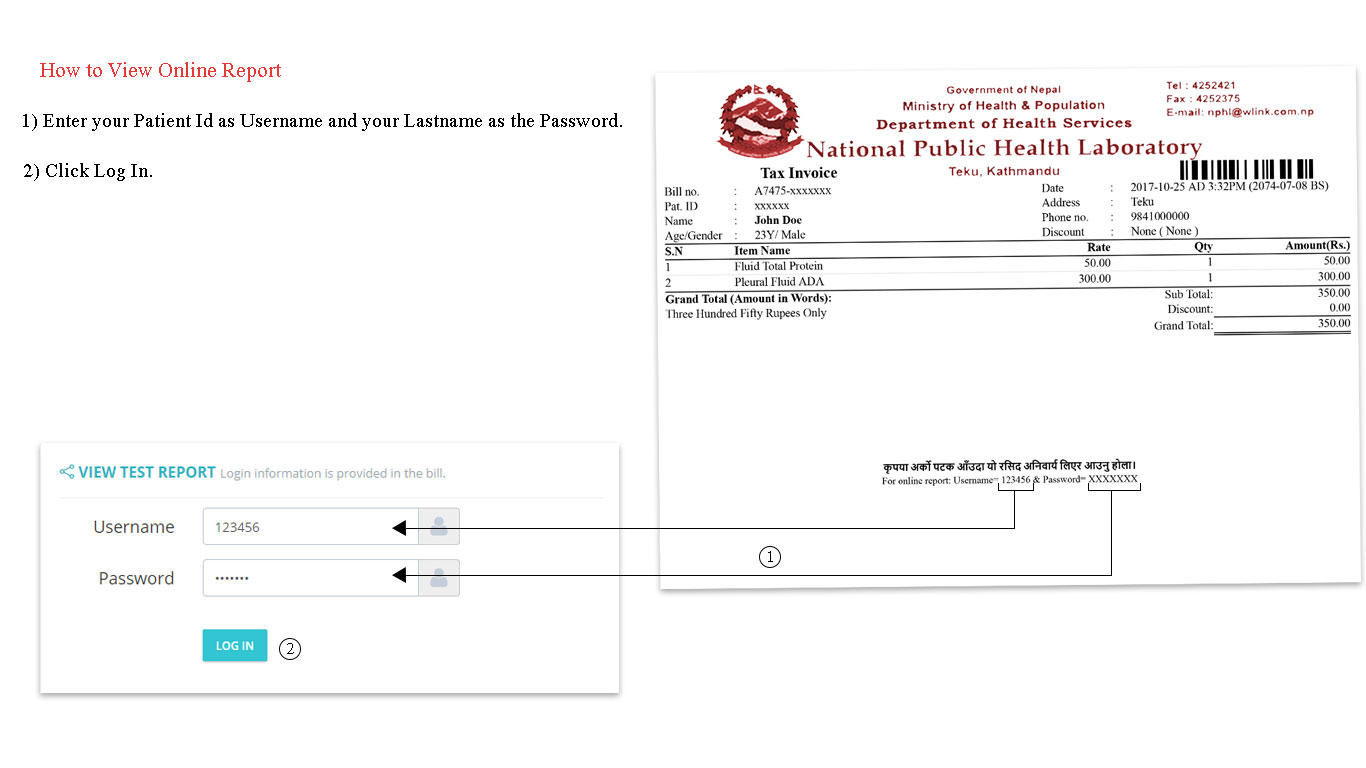 How to View Online Report
1) Enter your Patient Id as Username and your Lastname as the Password.
2) Click Log In.
Government of Nepal
Ministry of Health & Population
Department of Health Services
National Public Health Laboratory
Teku, Kathmandu
Tel : 4252421
Fax : 4252375
E-mail: nphl@wlink.com.np
Tax Invoice
Bill no. : A7475-xxxxxxx
Pat. ID : xxxxxx
Name : John Doe
Age/Gender : 23Y/ Male
Date : 2017-10-25 AD 3:32PM (2074-07-08 BS)
Address : Teku
Phone no. : 9841000000
Discount : None ( None )
S.N Item Name Rate Qty Amount(Rs.)
1 Fluid Total Protein 50.00 1 50.00
2 Pleural Fluid ADA 300.00 1 300.00
Grand Total (Amount in Words):
Three Hundred Fifty Rupees Only
Sub Total: 350.00
Discount: 0.00
Grand Total: 350.00
कृपया अर्को पटक आँउदा यो रसिद अनिवार्य लिएर आउनु होला।
For online report: Username= 123456 & Password= XXXXXXX
VIEW TEST REPORT Login information is provided in the bill.
Username 123456
Password •••••••
1
LOG IN 2